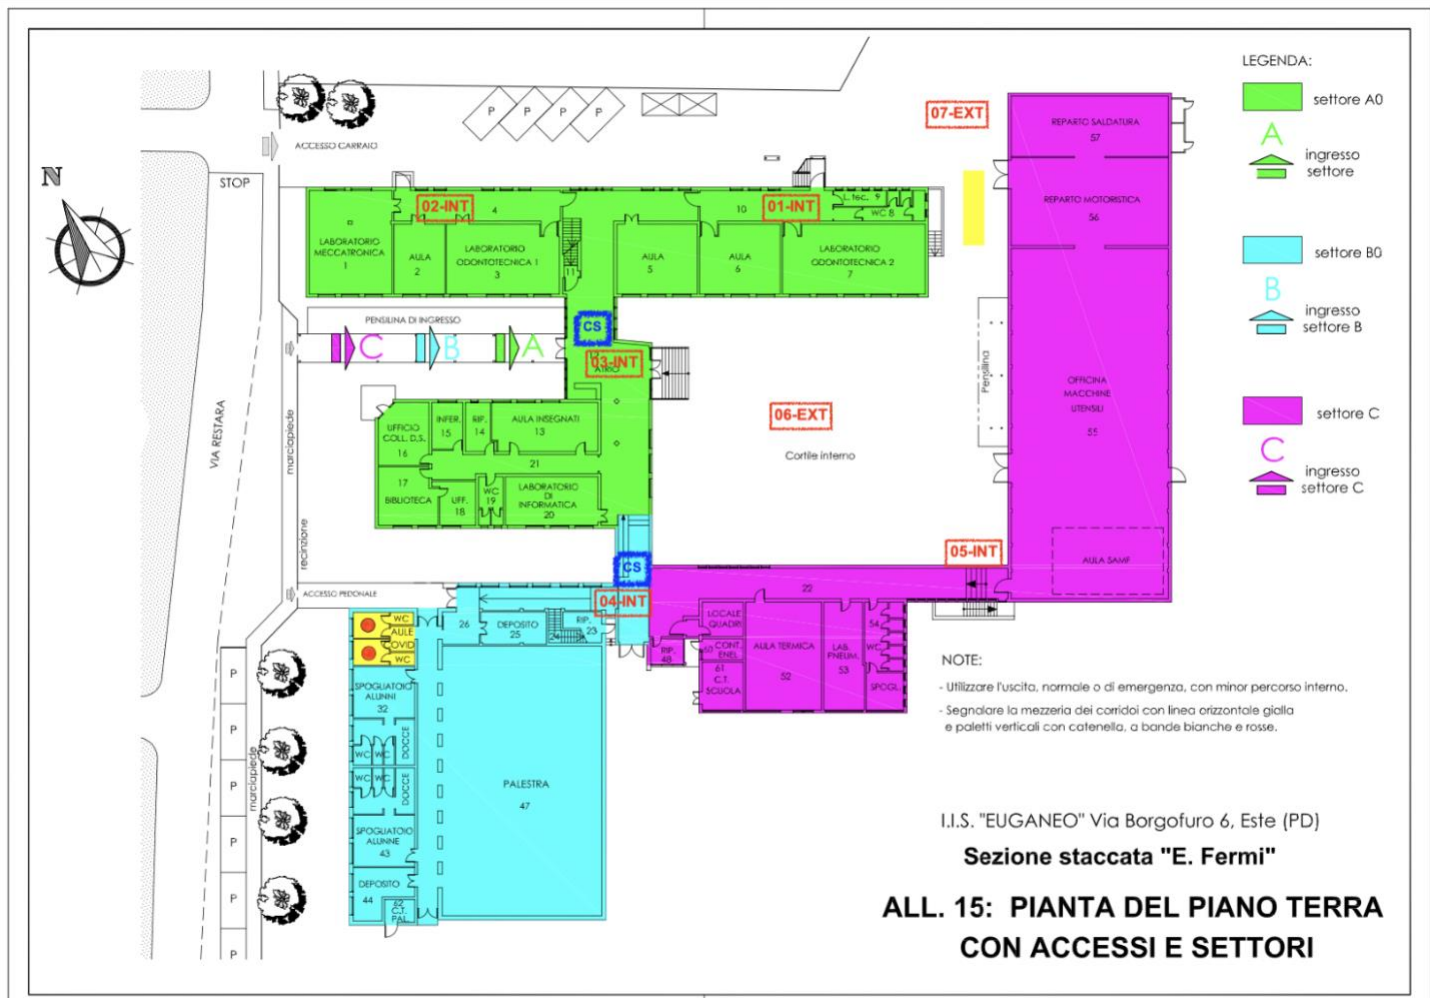 LEGENDA:
settore A0
A
ingresso
settore
settore B0
B
ingresso
settore B
settore C
C
ingresso
settore C
N
STOP
ACCESSO CARRAIO
P
P
P
P
07-EXT
REPARTO SALDATURA
57
REPARTO MOTORISTICA
56
02-INT
4
01-INT
10
L. tec. 9
WC 8
LABORATORIO
MECCATRONICA
1
AULA
2
LABORATORIO
ODONTOTECNICA 1
3
11
AULA
5
AULA
6
LABORATORIO
ODONTOTECNICA 2
7
PENSILINA DI INGRESSO
C
B
A
CS
03-INT
ATRIO
Pensilina
OFFICINA
MACCHINE
UTENSILI
55
06-EXT
Cortile interno
VIA RESTARA
marciapiede
recinzione
UFFICIO
COLL. D.S.
16
INFER.
15
RIP.
14
AULA INSEGNATI
13
21
17
BIBLIOTECA
UFF.
18
WC
19
LABORATORIO
DI
INFORMATICA
20
CS
05-INT
AULA SAMF
ACCESSO PEDONALE
04-INT
22
WC
AULE
COVID
WC
26
DEPOSITO
25
24
RIP.
23
LOCALE
QUADRI
RIP.
48
60
CONT.
ENEL
61
C.T.
SCUOLA
AULA TERMICA
52
LAB.
PNEUM.
53
54
WC
SPOGL.
SPOGLIATOIO
ALUNNI
32
DOCCE
WC
WC
WC
WC
DOCCE
SPOGLIATOIO
ALUNNE
43
DEPOSITO
44
62
C.T.
PAL.
PALESTRA
47
P
P
P
P
P
P
marciapiede
NOTE:
- Utilizzare l'uscita, normale o di emergenza, con minor percorso interno.
- Segnalare la mezzeria dei corridoi con linea orizzontale gialla
e paletti verticali con catenella, a bande bianche e rosse.
I.I.S. "EUGANEO" Via Borgofuro 6, Este (PD)
Sezione staccata "E. Fermi"
ALL. 15: PIANTA DEL PIANO TERRA
CON ACCESSI E SETTORI